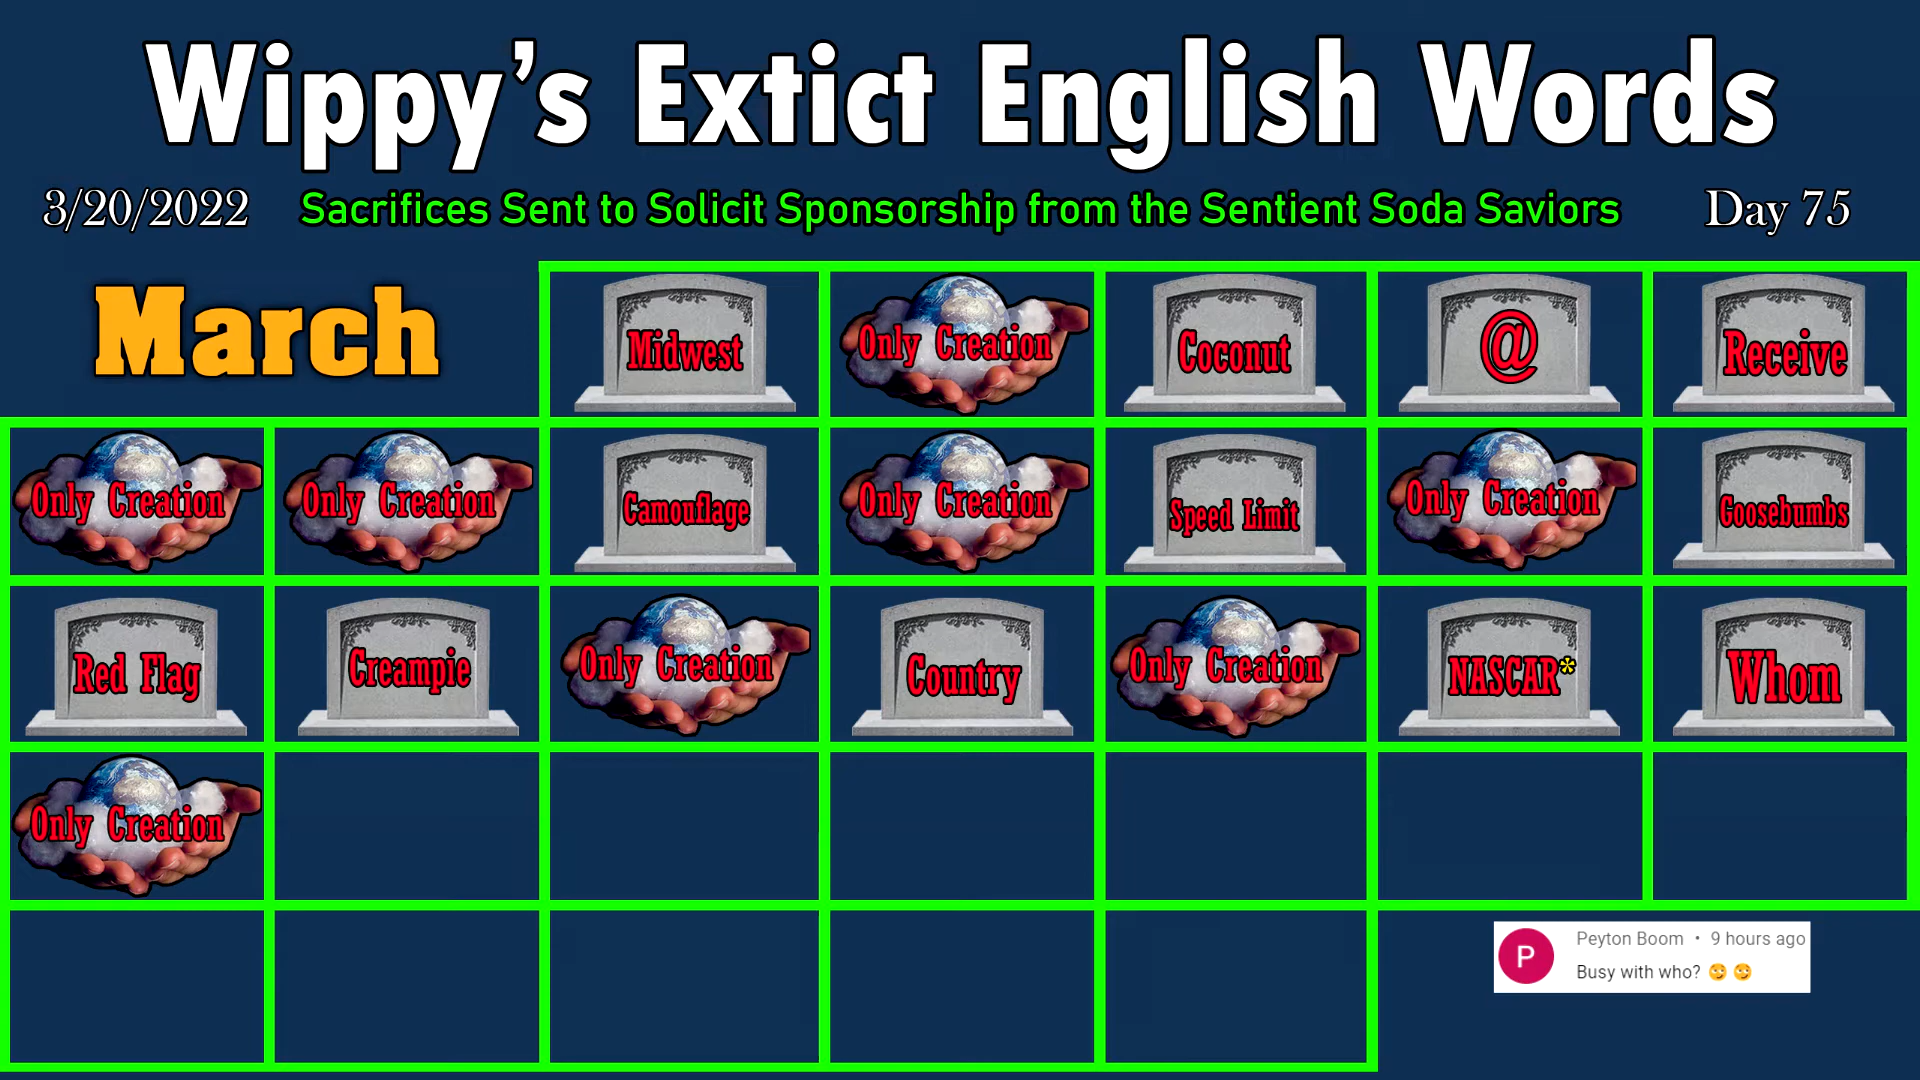 Wippy's Extict English Words
3/20/2022
Sacrifices Sent to Solicit Sponsorship from the Sentient Soda Saviors
Day 75
March
Midwest
Only Creation
Coconut
@
Receive
Only Creation
Only Creation
Camouflage
Only Creation
Speed Limit
Only Creation
Goosebumbs
Red Flag
Creampie
Only Creation
Country
Only Creation
NASCAR*
Whom
Only Creation
P
Peyton Boom • 9 hours ago
Busy with who? 😏 😏